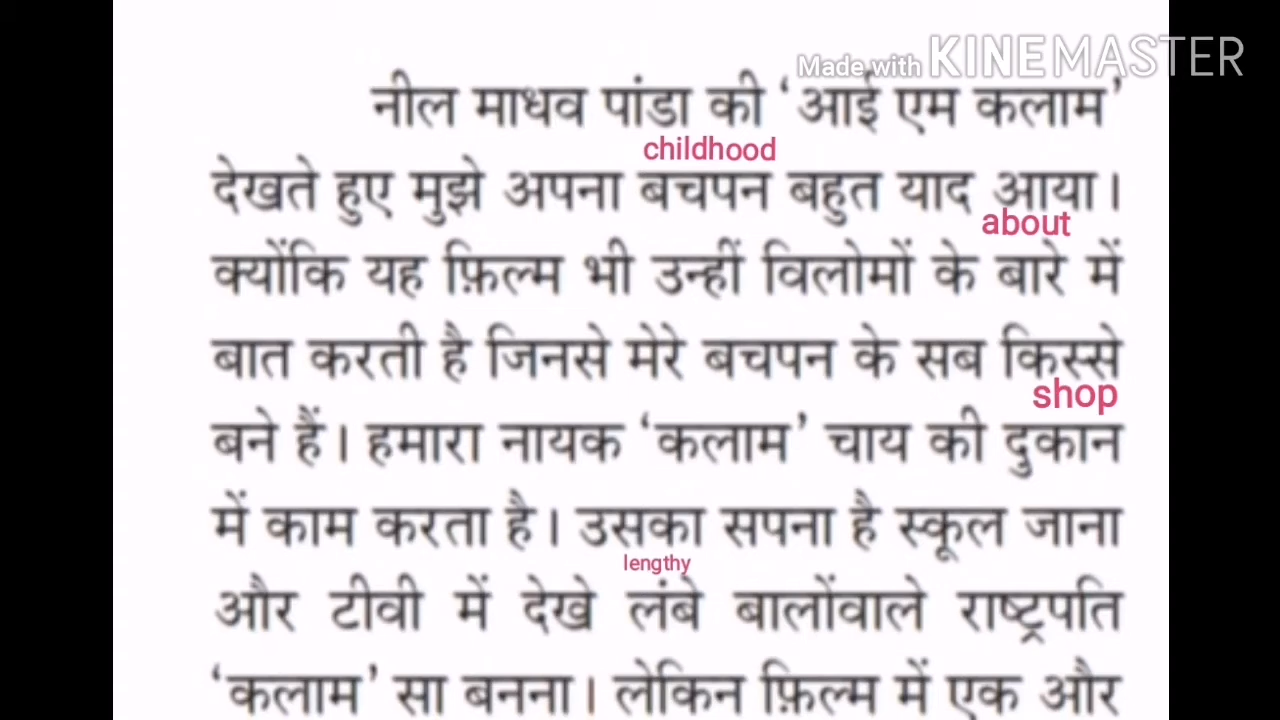 Made with KINEMASTER
नील माधव पांडा की ‘आई एम कलाम’
childhood
देखते हुए मुझे अपना बचपन बहुत याद आया।
about
क्योंकि यह फ़िल्म भी उन्हीं विलोमों के बारे में
बात करती है जिनसे मेरे बचपन के सब किस्से
shop
बने हैं। हमारा नायक ‘कलाम’ चाय की दुकान
में काम करता है। उसका सपना है स्कूल जाना
lengthy
और टीवी में देखे लंबे बालोंवाले राष्ट्रपति
‘कलाम’ सा बनना। लेकिन फ़िल्म में एक और